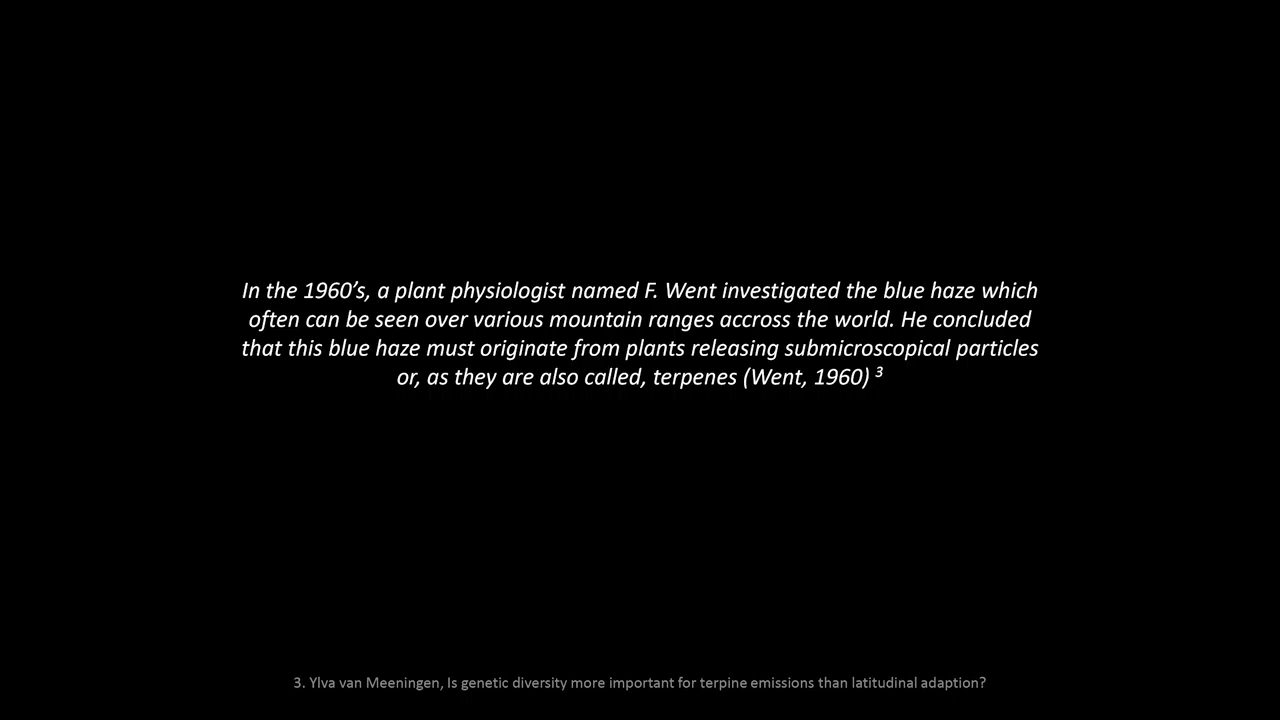 In the 1960’s, a plant physiologist named F. Went investigated the blue haze which
often can be seen over various mountain ranges accross the world. He concluded
that this blue haze must originate from plants releasing submicroscopical particles
or, as they are also called, terpenes (Went, 1960) ³
3. Ylva van Meeningen, Is genetic diversity more important for terpine emissions than latitudinal adaption?